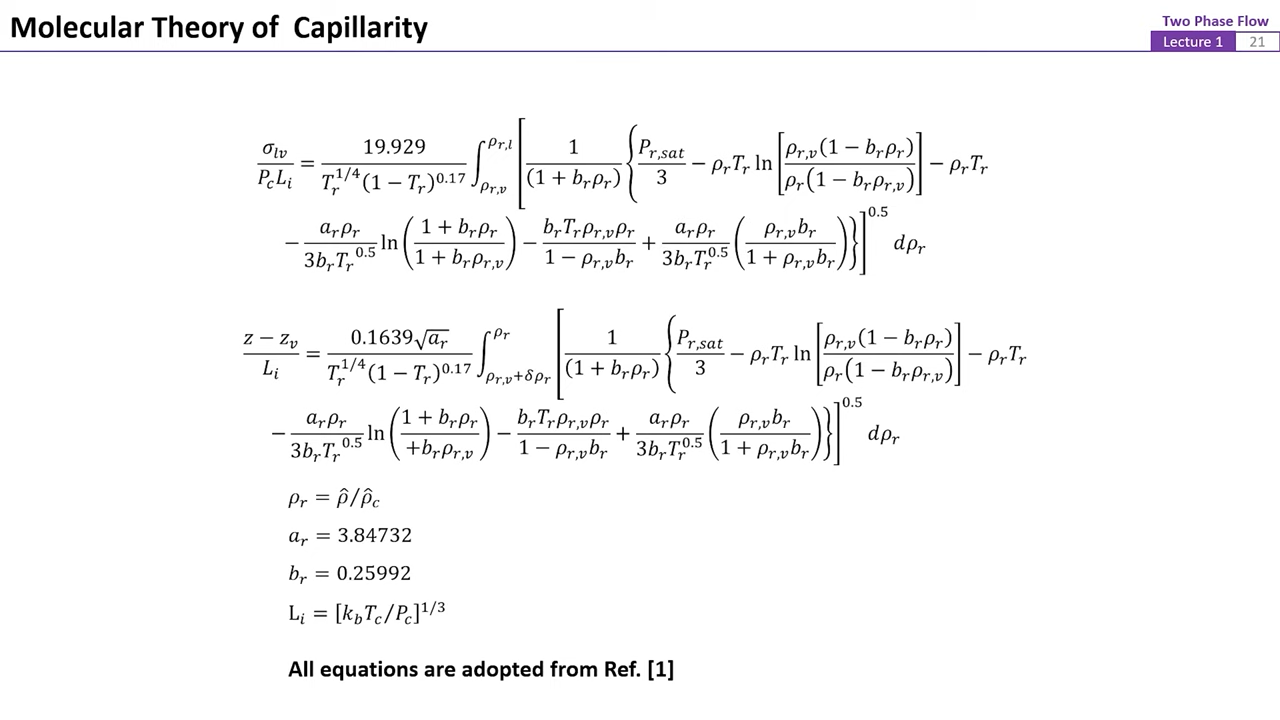 Molecular Theory of Capillarity
Two Phase Flow
Lecture 1 21
σ_{lv}/(P_c L_i) = 19.929/(T_r^{1/4}(1 − T_r)^{0.17}) ∫_{ρ_{r,v}}^{ρ_{r,l}} [ 1/((1 + b_rρ_r)) { P_{r,sat}/3 − ρ_rT_r ln[ ρ_{r,v}(1 − b_rρ_r)/(ρ_r(1 − b_rρ_{r,v})) ] − ρ_rT_r
− a_rρ_r/(3b_rT_r^{0.5}) ln( (1 + b_rρ_r)/(1 + b_rρ_{r,v}) ) − b_rT_rρ_{r,v}ρ_r/(1 − ρ_{r,v}b_r) + a_rρ_r/(3b_rT_r^{0.5}) ( ρ_{r,v}b_r/(1 + ρ_{r,v}b_r) ) } ]^{0.5} dρ_r
(z − z_v)/L_i = 0.1639√a_r/(T_r^{1/4}(1 − T_r)^{0.17}) ∫_{ρ_{r,v}+δρ_r}^{ρ_r} [ 1/((1 + b_rρ_r)) { P_{r,sat}/3 − ρ_rT_r ln[ ρ_{r,v}(1 − b_rρ_r)/(ρ_r(1 − b_rρ_{r,v})) ] − ρ_rT_r
− a_rρ_r/(3b_rT_r^{0.5}) ln( (1 + b_rρ_r)/(+b_rρ_{r,v}) ) − b_rT_rρ_{r,v}ρ_r/(1 − ρ_{r,v}b_r) + a_rρ_r/(3b_rT_r^{0.5}) ( ρ_{r,v}b_r/(1 + ρ_{r,v}b_r) ) } ]^{0.5} dρ_r
ρ_r = ρ̂/ρ̂_c
a_r = 3.84732
b_r = 0.25992
L_i = [k_bT_c/P_c]^{1/3}
All equations are adopted from Ref. [1]